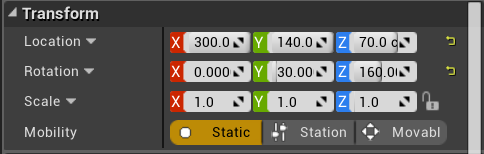 Transform
Location X 300.0 Y 140.0 Z 70.0 c
Rotation X 0.000 Y 30.00 Z 160.0
Scale X 1.0 Y 1.0 Z 1.0
Mobility Static Station Movabl